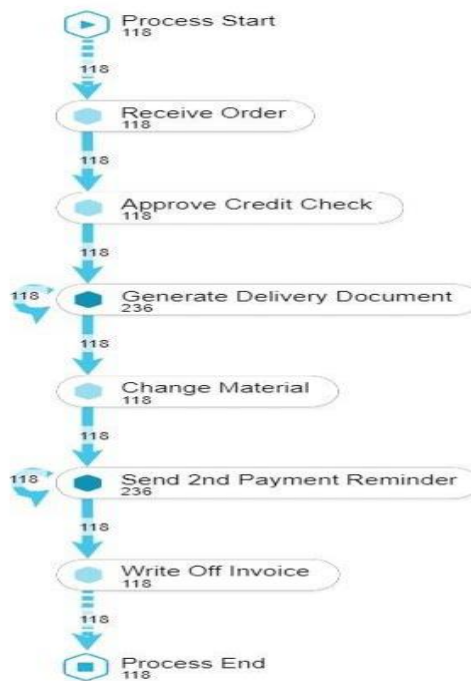 Process Start
118
118
Receive Order
118
118
Approve Credit Check
118
118
118
Generate Delivery Document
236
118
Change Material
118
118
118
Send 2nd Payment Reminder
236
118
Write Off Invoice
118
118
Process End
118